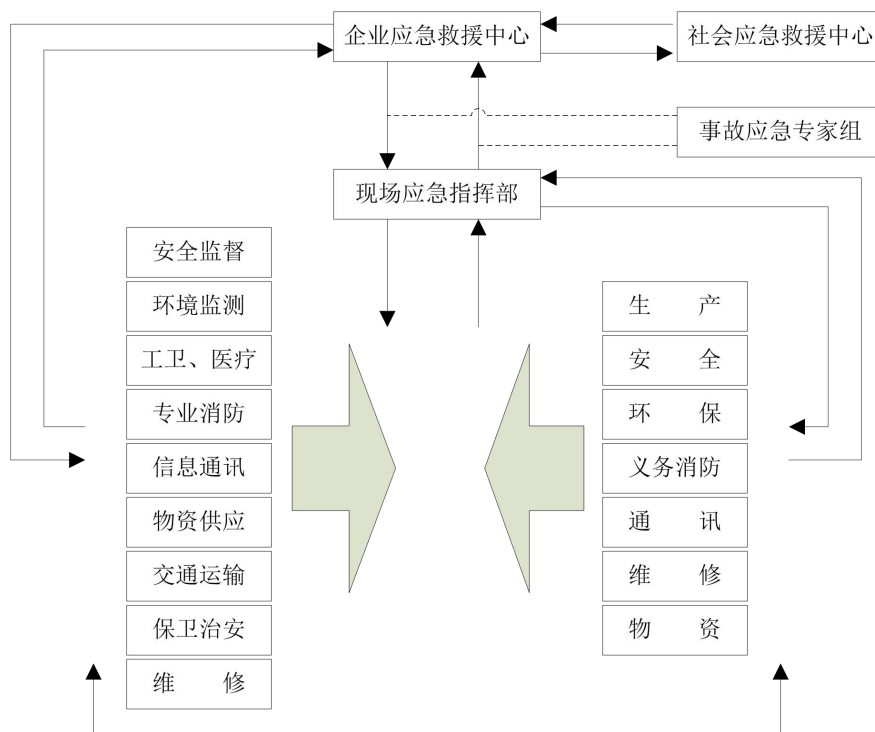 企业应急救援中心
社会应急救援中心
事故应急专家组
现场应急指挥部
安全监督
环境监测
工卫、医疗
专业消防
信息通讯
物资供应
交通运输
保卫治安
维 修
生 产
安 全
环 保
义务消防
通 讯
维 修
物 资